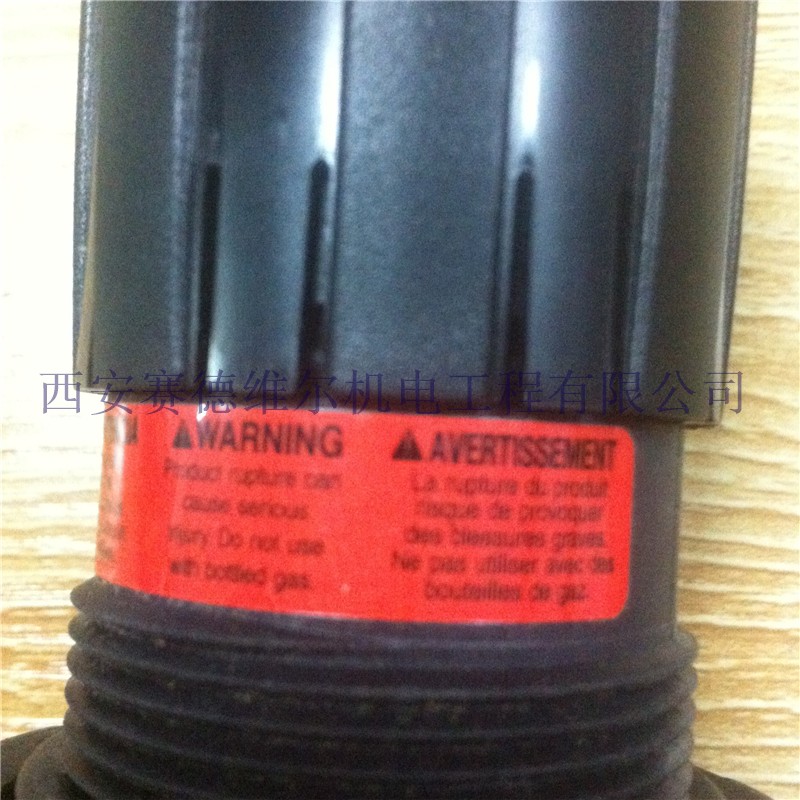 西安赛德维尔机电工程有限公司
WARNING
Product rupture can
cause serious
injury. Do not use
with bottled gas.
AVERTISSEMENT
La rupture du produit
risque de provoquer
des blessures graves.
Ne pas utiliser avec des
bouteilles de gaz.